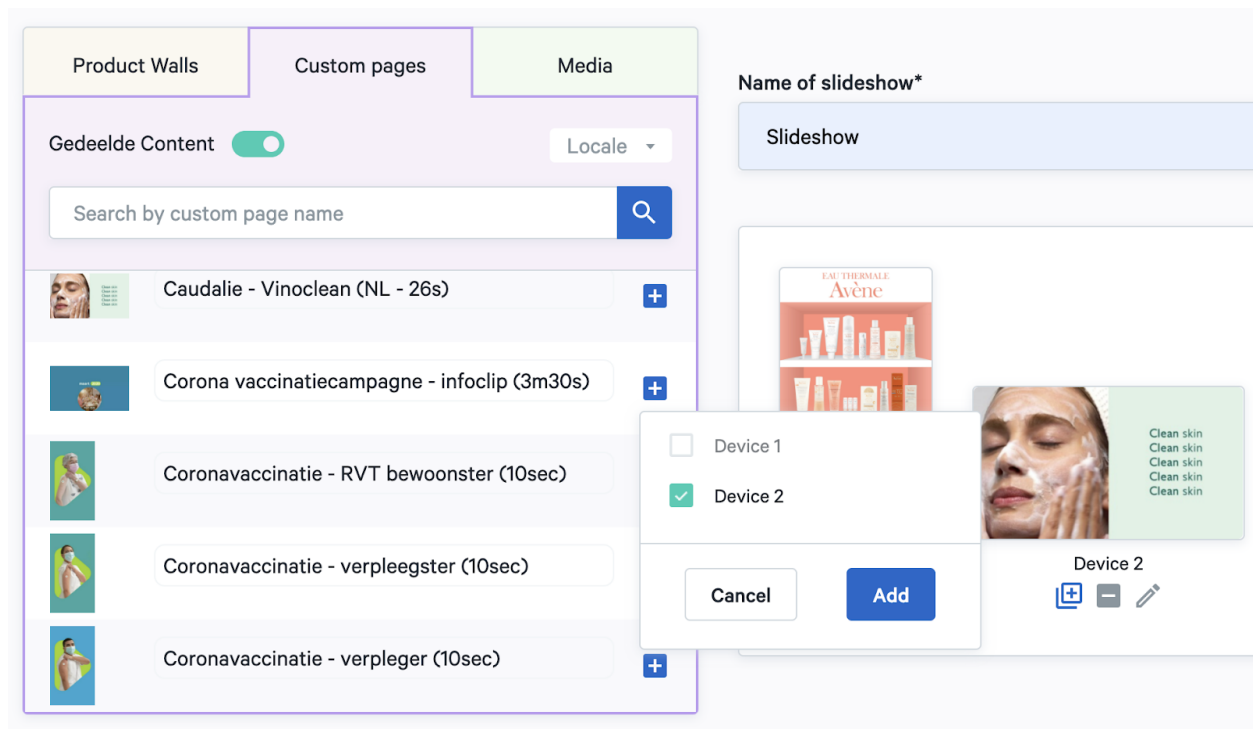 Product Walls
Custom pages
Media
Gedeelde Content
Locale
Search by custom page name
Caudalie - Vinoclean (NL - 26s)
Corona vaccinatiecampagne - infoclip (3m30s)
Coronavaccinatie - RVT bewoonster (10sec)
Coronavaccinatie - verpleegster (10sec)
Coronavaccinatie - verpleger (10sec)
Name of slideshow*
Slideshow
EAU THERMALE
Avène
Device 1
Device 2
Cancel
Add
Clean skin
Clean skin
Clean skin
Clean skin
Clean skin
Device 2